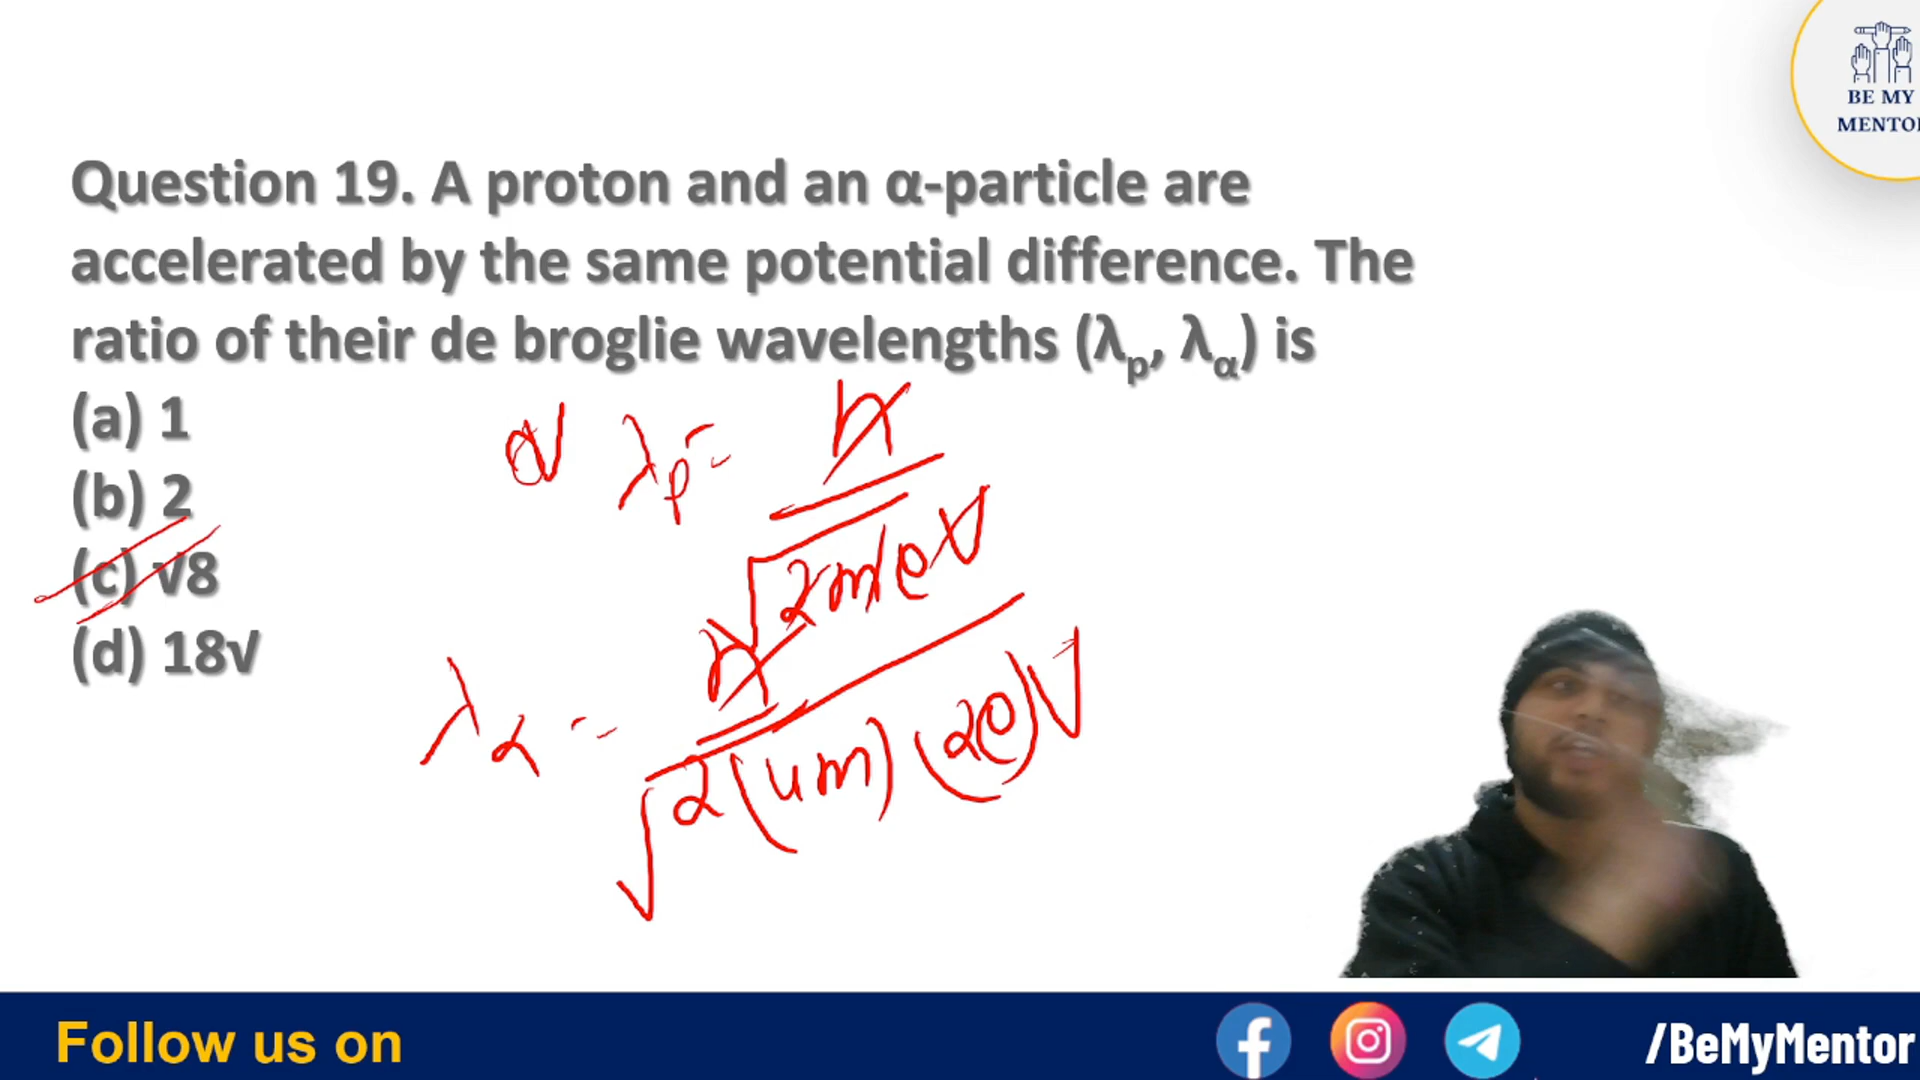 BE MY
MENTO
Question 19. A proton and an α-particle are
accelerated by the same potential difference. The
ratio of their de broglie wavelengths (λp, λα) is
(a) 1
(b) 2
(c) √8
(d) 18√
λp = h
√2meV
λα = h
√2(4m)(2e)V
Follow us on
/BeMyMentor